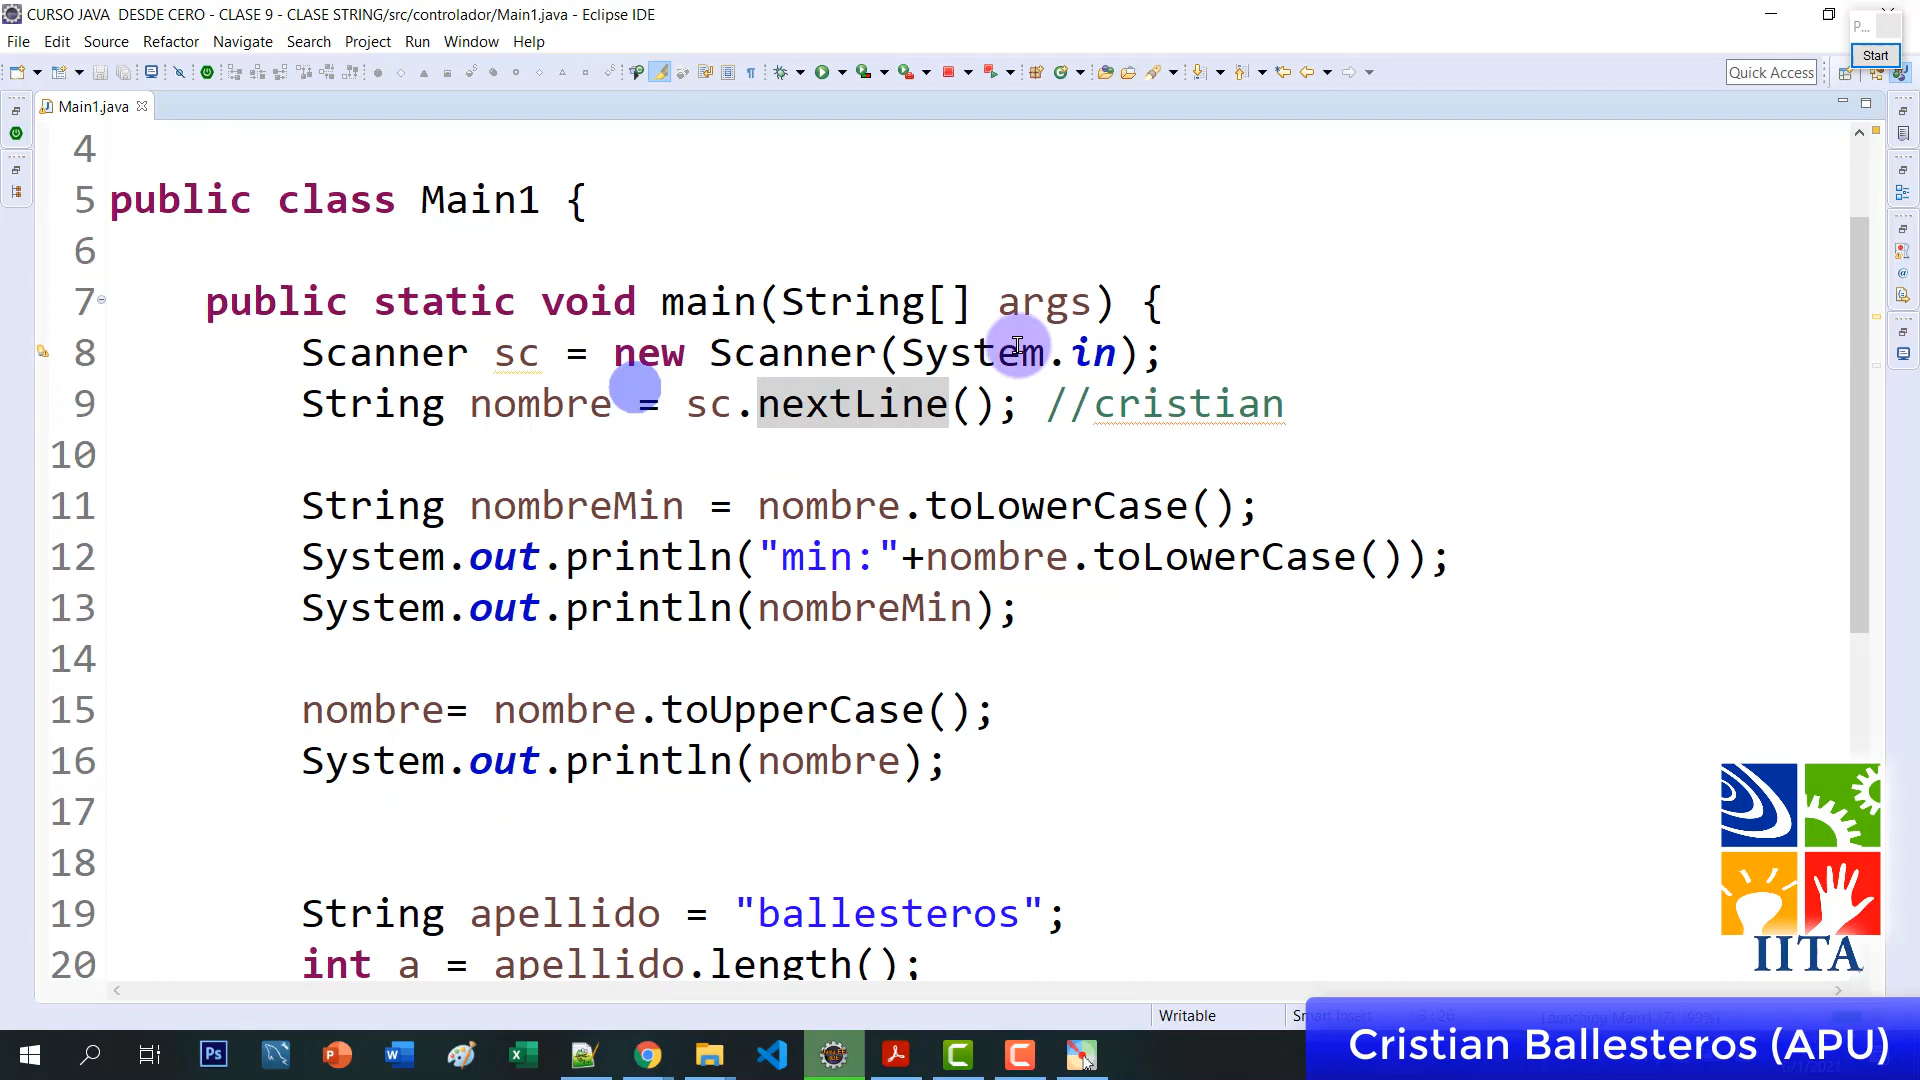 CURSO JAVA  DESDE CERO - CLASE 9 - CLASE STRING/src/controlador/Main1.java - Eclipse IDE
P...
File Edit Source Refactor Navigate Search Project Run Window Help
Start
Quick Access
Main1.java
4
5 public class Main1 {
6
7 public static void main(String[] args) {
8 Scanner sc = new Scanner(System.in);
9 String nombre = sc.nextLine(); //cristian
10
11 String nombreMin = nombre.toLowerCase();
12 System.out.println("min:"+nombre.toLowerCase());
13 System.out.println(nombreMin);
14
15 nombre= nombre.toUpperCase();
16 System.out.println(nombre);
17
18
19 String apellido = "ballesteros";
20 int a = apellido.length();
IITA
Writable
Cristian Ballesteros (APU)